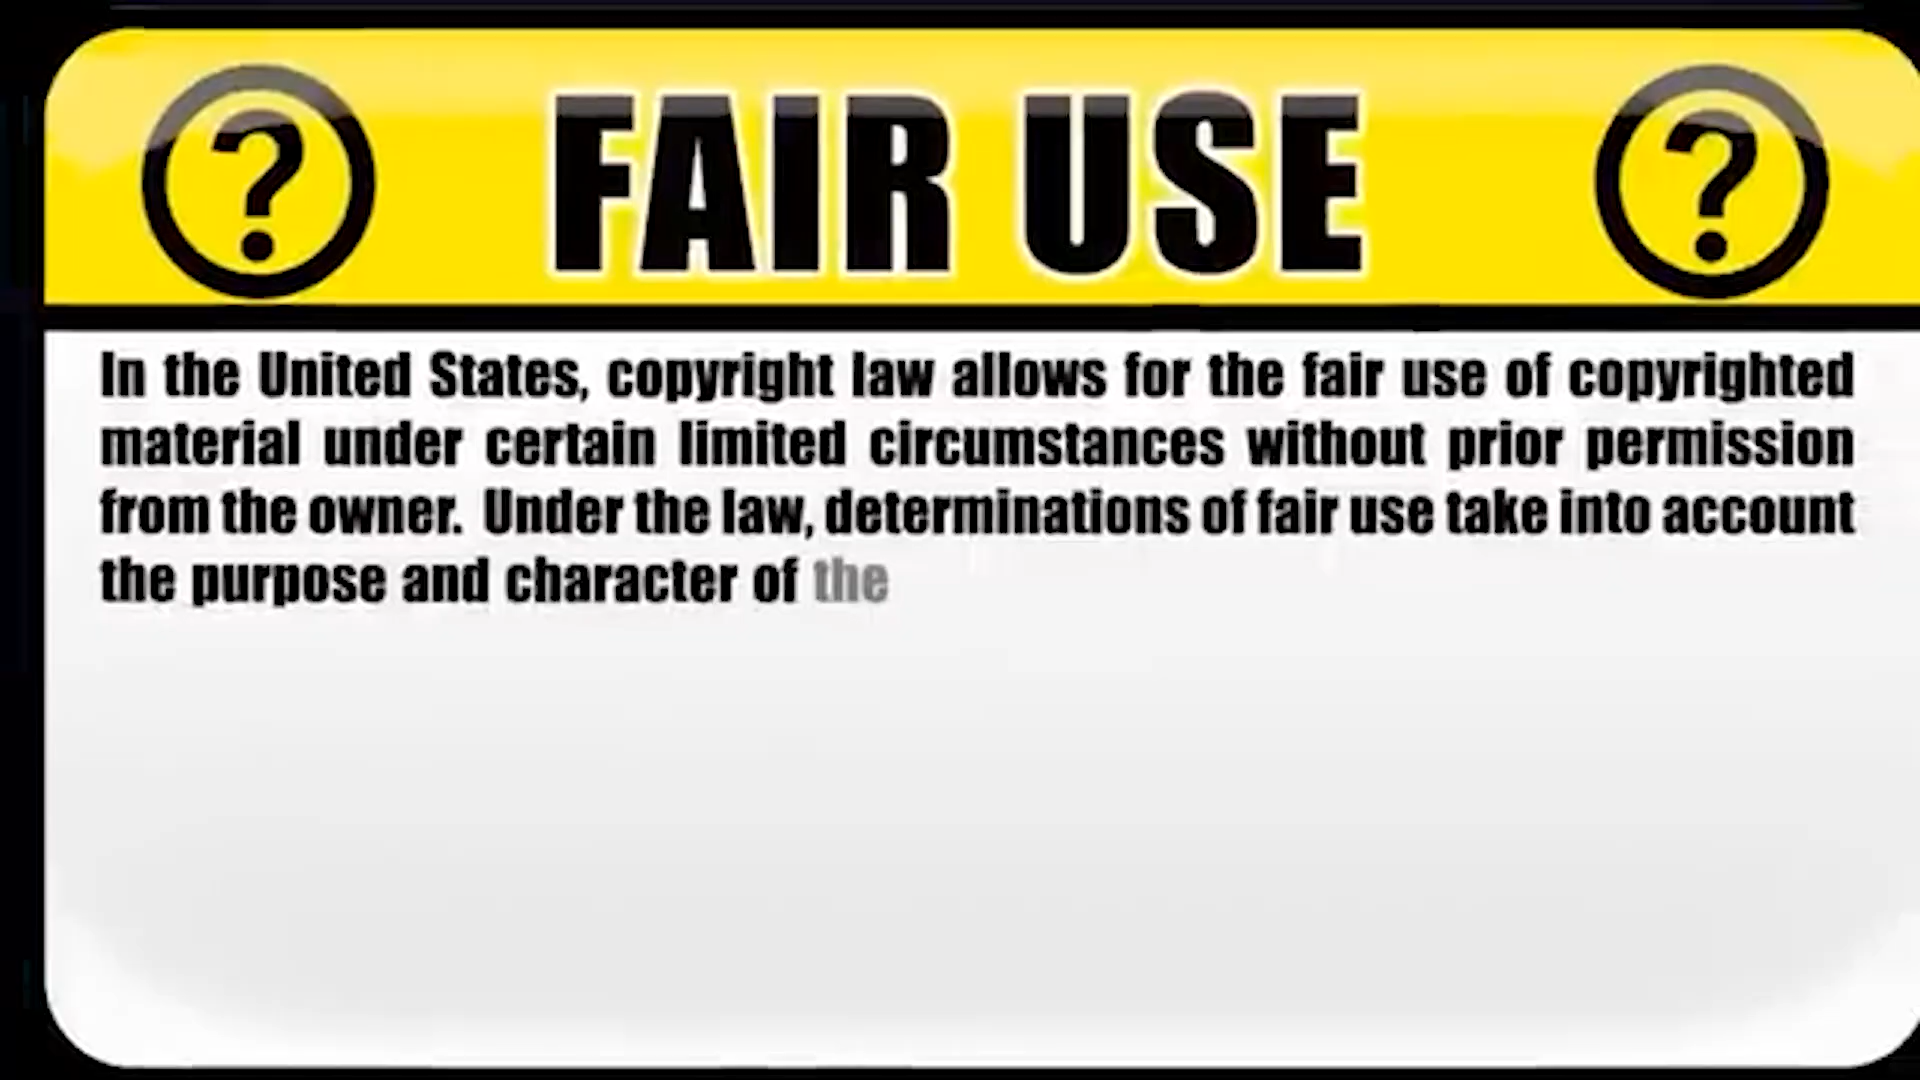 ? FAIR USE ?
In the United States, copyright law allows for the fair use of copyrighted
material under certain limited circumstances without prior permission
from the owner. Under the law, determinations of fair use take into account
the purpose and character of the